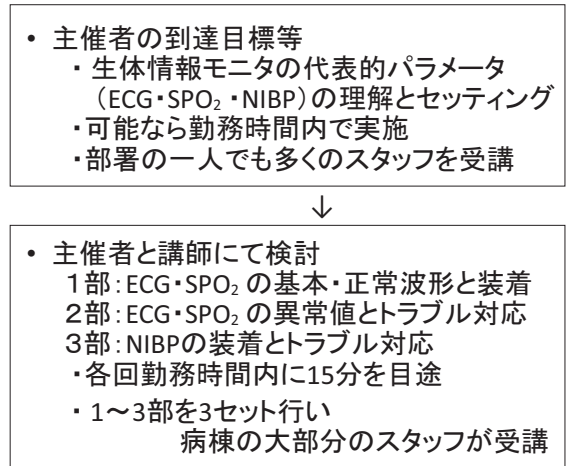 • 主催者の到達目標等
・生体情報モニタの代表的パラメータ
（ECG・SPO₂・NIBP）の理解とセッティング
・可能なら勤務時間内で実施
・部署の一人でも多くのスタッフを受講
↓
• 主催者と講師にて検討
１部：ECG・SPO₂ の基本・正常波形と装着
２部：ECG・SPO₂ の異常値とトラブル対応
３部：NIBPの装着とトラブル対応
・各回勤務時間内に15分を目途
・1～3部を3セット行い
病棟の大部分のスタッフが受講